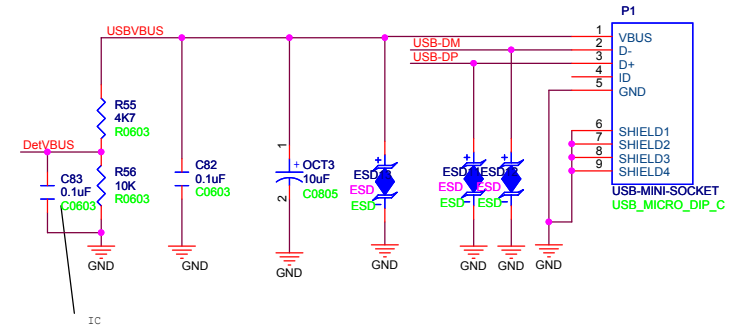 P1
USBVBUS
1 VBUS
USB-DM 2 D-
USB-DP 3 D+
4 ID
5 GND
R55
4K7
R0603
DetVBUS
C83
0.1uF
C0603
R56
10K
R0603
C82
0.1uF
C0603
1
+ OCT3
10uF
C0805
2
+
ESD
ESD
+
ESD
ESD
+
ESD
ESD
6 SHIELD1
7 SHIELD2
8 SHIELD3
9 SHIELD4
USB-MINI-SOCKET
USB_MICRO_DIP_C
GND
GND
GND
GND
GND
GND
GND
IC